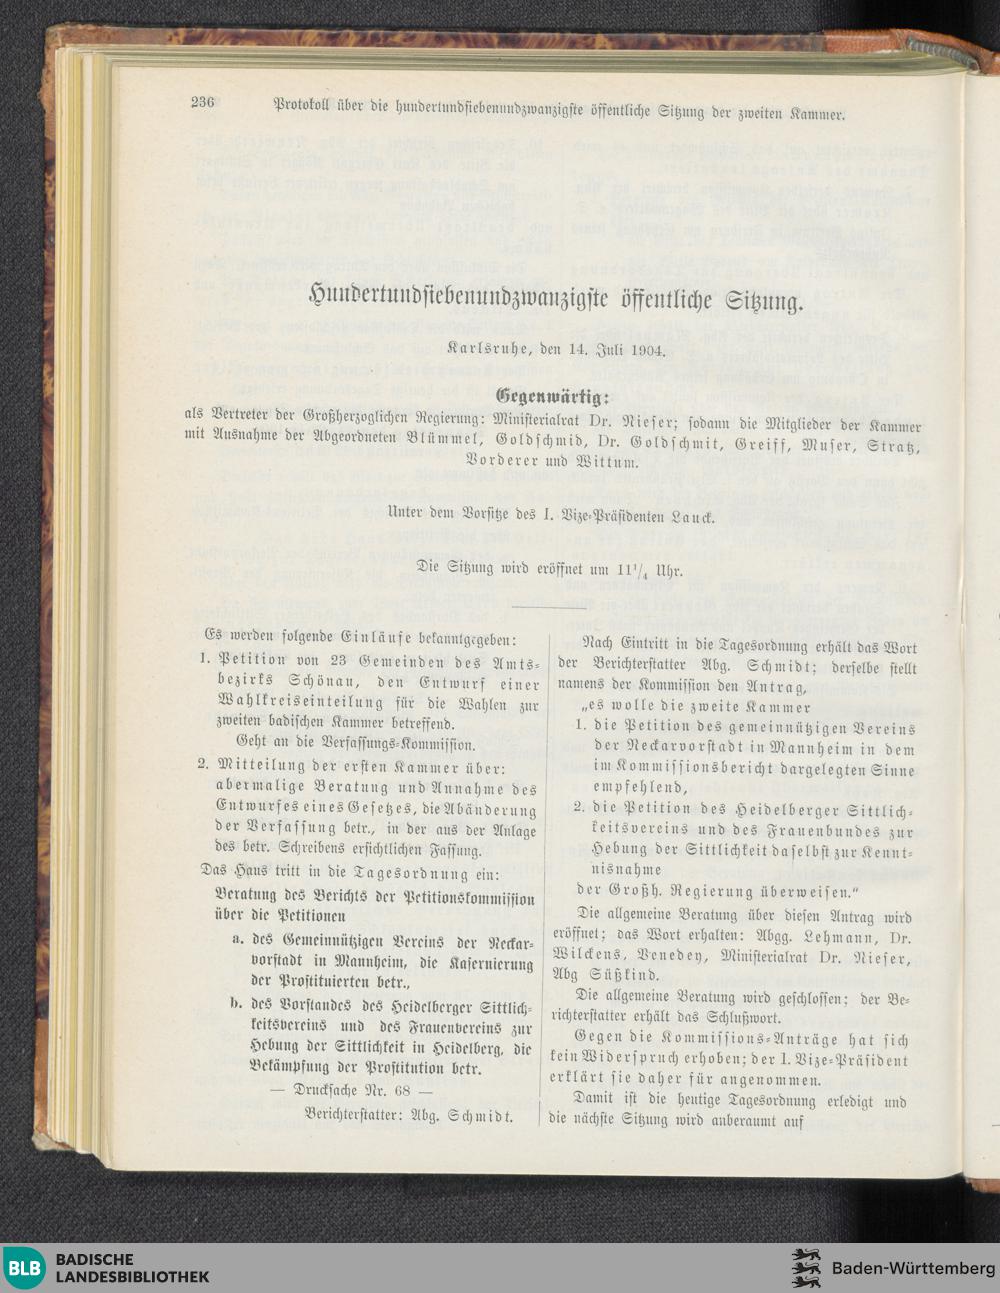 236
Protokoll über die hundertundsiebenundzwanzigste öffentliche Sitzung der zweiten Kammer.
Hundertundsiebenundzwanzigste öffentliche Sitzung.
Karlsruhe, den 14. Juli 1904.
Gegenwärtig:
als Vertreter der Großherzoglichen Regierung: Ministerialrat Dr. Nieser; sodann die Mitglieder der Kammer
mit Ausnahme der Abgeordneten Blümmel, Goldschmid, Dr. Goldschmit, Greiff, Muser, Stratz,
Vorderer und Wittum.
Unter dem Vorsitze des I. Vize-Präsidenten Lauck.
Die Sitzung wird eröffnet um 11¹/₄ Uhr.
Es werden folgende Einläufe bekanntgegeben:
1. Petition von 23 Gemeinden des Amts-
bezirks Schönau, den Entwurf einer
Wahlkreiseinteilung für die Wahlen zur
zweiten badischen Kammer betreffend.
Geht an die Verfassungs-Kommission.
2. Mitteilung der ersten Kammer über:
abermalige Beratung und Annahme des
Entwurfes eines Gesetzes, die Abänderung
der Verfassung betr., in der aus der Anlage
des betr. Schreibens ersichtlichen Fassung.
Das Haus tritt in die Tagesordnung ein:
Beratung des Berichts der Petitionskommission
über die Petitionen
a. des Gemeinnützigen Vereins der Neckar-
vorstadt in Mannheim, die Kasernierung
der Prostituierten betr.,
b. des Vorstandes des Heidelberger Sittlich-
keitsvereins und des Frauenvereins zur
Hebung der Sittlichkeit in Heidelberg, die
Bekämpfung der Prostitution betr.
— Drucksache Nr. 68 —
Berichterstatter: Abg. Schmidt.
Nach Eintritt in die Tagesordnung erhält das Wort
der Berichterstatter Abg. Schmidt; derselbe stellt
namens der Kommission den Antrag,
„es wolle die zweite Kammer
1. die Petition des gemeinnützigen Vereins
der Neckarvorstadt in Mannheim in dem
im Kommissionsbericht dargelegten Sinne
empfehlend,
2. die Petition des Heidelberger Sittlich-
keitsvereins und des Frauenbundes zur
Hebung der Sittlichkeit daselbst zur Kennt-
nisnahme
der Großh. Regierung überweisen."
Die allgemeine Beratung über diesen Antrag wird
eröffnet; das Wort erhalten: Abgg. Lehmann, Dr.
Wilckens, Venedey, Ministerialrat Dr. Nieser,
Abg Süßkind.
Die allgemeine Beratung wird geschlossen; der Be-
richterstatter erhält das Schlußwort.
Gegen die Kommissions-Anträge hat sich
kein Widerspruch erhoben; der I. Vize-Präsident
erklärt sie daher für angenommen.
Damit ist die heutige Tagesordnung erledigt und
die nächste Sitzung wird anberaumt auf
BLB BADISCHE
LANDESBIBLIOTHEK
Baden-Württemberg